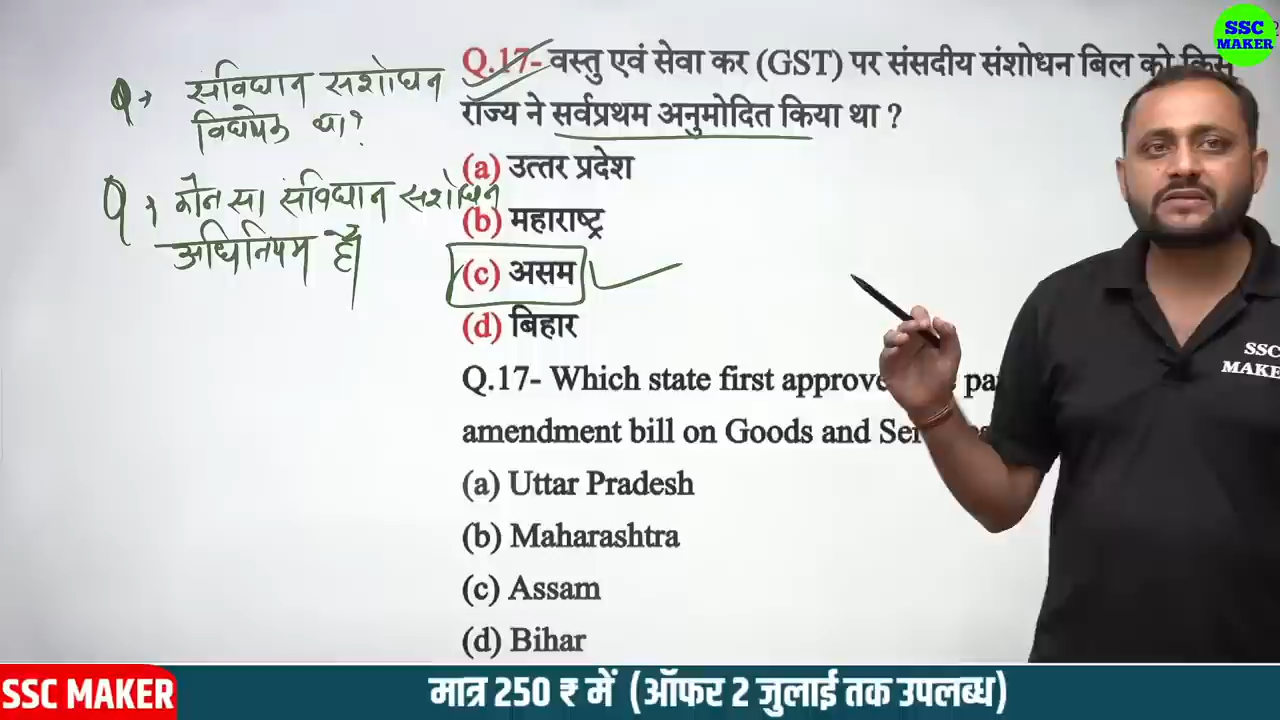 SSC
MAKER
Q.17- वस्तु एवं सेवा कर (GST) पर संसदीय संशोधन बिल को किस
राज्य ने सर्वप्रथम अनुमोदित किया था ?
(a) उत्तर प्रदेश
(b) महाराष्ट्र
(c) असम
(d) बिहार
Q → संविधान संशोधन
विधेयक था?
Q → कौन सा संविधान संशोधन
अधिनियम है।
Q.17- Which state first
amendment bill on Goods and
(a) Uttar Pradesh
(b) Maharashtra
(c) Assam
(d) Bihar
SSC
MAKE
SSC MAKER
मात्र 250 ₹ में (ऑफर 2 जुलाई तक उपलब्ध)